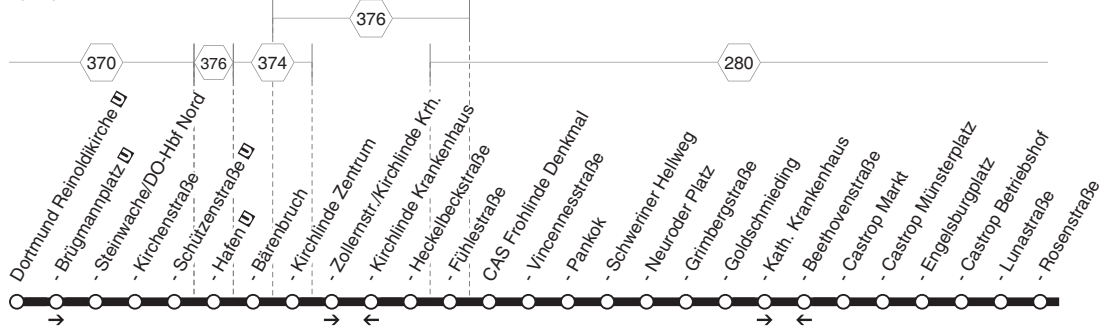 376
370
376
374
280
Dortmund Reinoldikirche U
- Brügmannplatz U
- Steinwache/DO-Hbf Nord
- Kirchenstraße
- Schützenstraße U
- Hafen U
- Bärenbruch
- Kirchlinde Zentrum
- Zollernstr./Kirchlinde Krh.
- Kirchlinde Krankenhaus
- Heckelbeckstraße
- Fühlestraße
CAS Frohlinde Denkmal
- Vincennesstraße
- Pankok
- Schweriner Hellweg
- Neuroder Platz
- Grimbergstraße
- Goldschmieding
- Kath. Krankenhaus
- Beethovenstraße
- Castrop Markt
- Castrop Münsterplatz
- Engelsburgplatz
- Castrop Betriebshof
- Lunastraße
- Rosenstraße